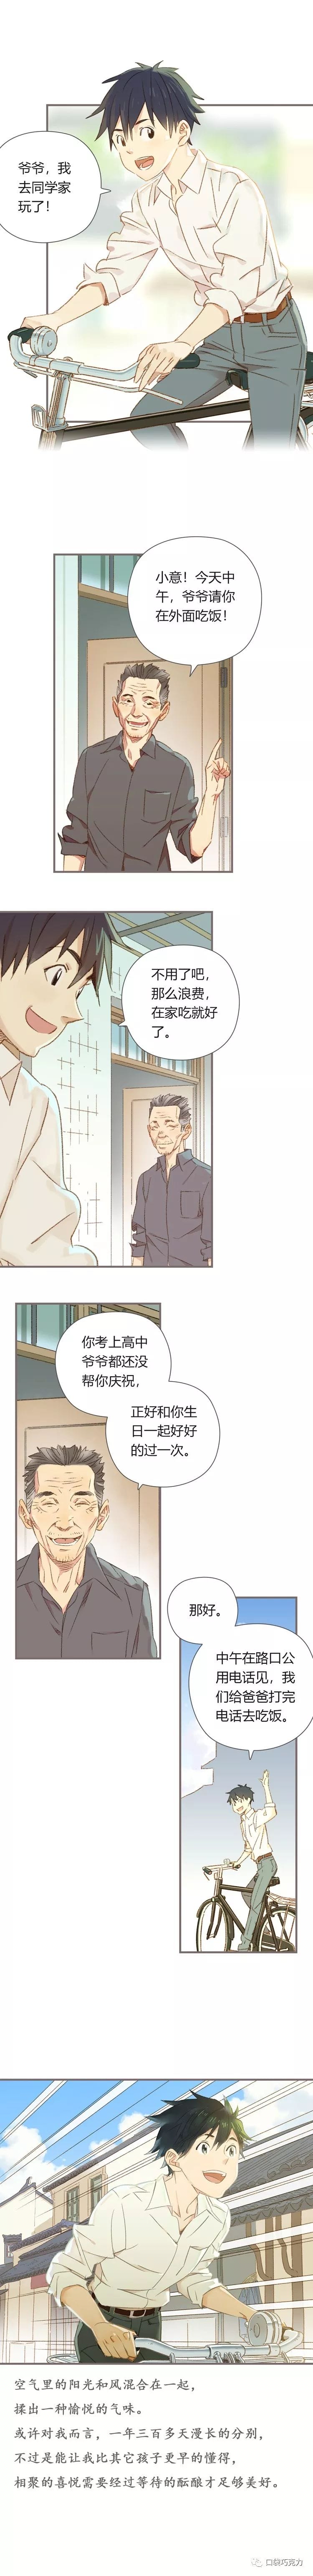 爷爷，我
去同学家
玩了！
小意！今天中
午，爷爷请你
在外面吃饭！
不用了吧，
那么浪费，
在家吃就好
了。
你考上高中
爷爷都还没
帮你庆祝，
正好和你生
日一起好好
的过一次。
那好。
中午在路口公
用电话见，我
们给爸爸打完
电话去吃饭。
空气里的阳光和风混合在一起，
揉出一种愉悦的气味。
或许对我而言，一年三百多天漫长的分别，
不过是能让我比其它孩子更早的懂得，
相聚的喜悦需要经过等待的酝酿才足够美好。
口袋巧克力